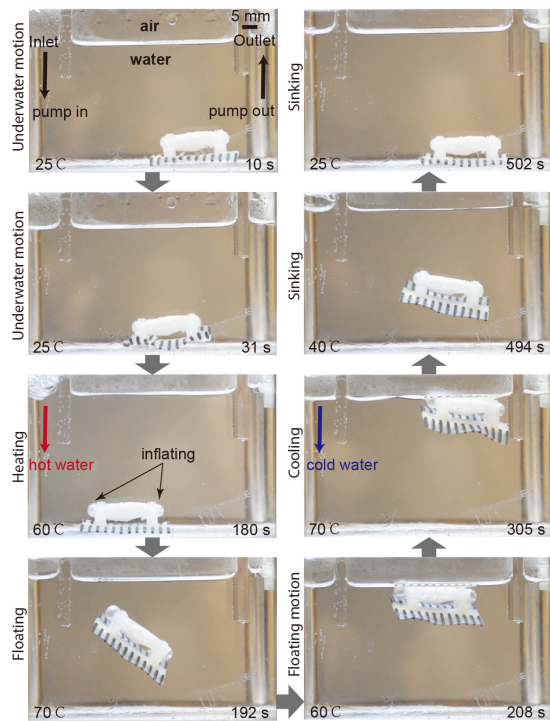 Underwater motion
air
5 mm
Inlet
Outlet
water
pump in
pump out
25℃
10 s
Underwater motion
25℃
31 s
Heating
hot water
inflating
60℃
180 s
Floating
70℃
192 s
Floating motion
60℃
208 s
Cooling
cold water
70℃
305 s
Sinking
40℃
494 s
Sinking
25℃
502 s